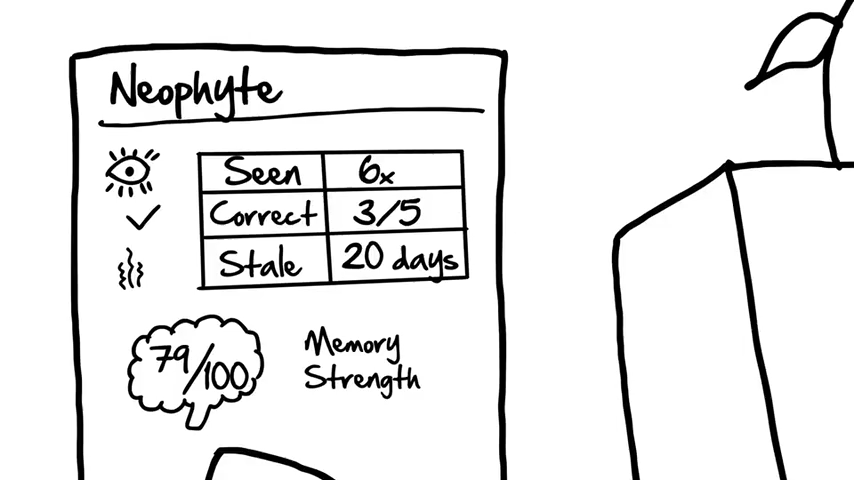 Neophyte
Seen 6x
Correct 3/5
Stale 20 days
79/100
Memory
Strength